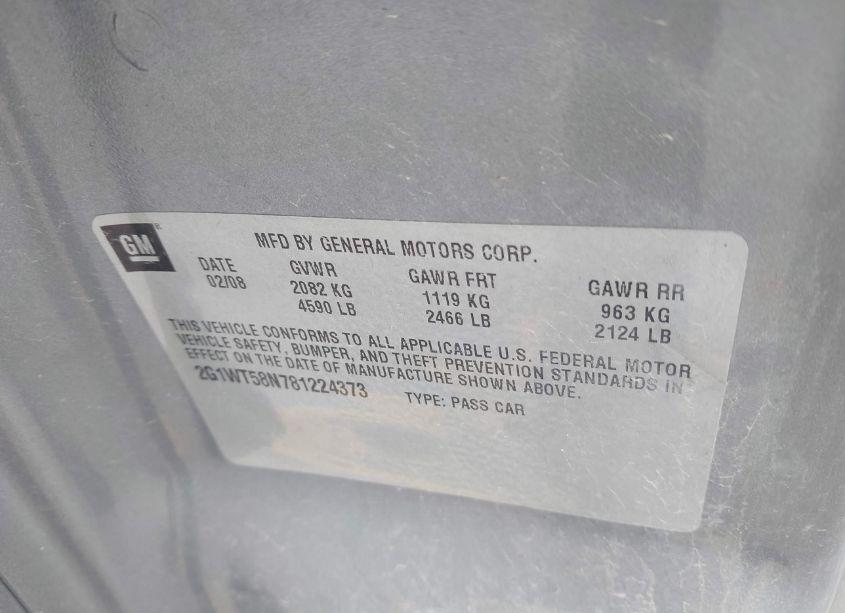 GM
MFD BY GENERAL MOTORS CORP.
DATE GVWR GAWR FRT GAWR RR
02/08 2082 KG 1119 KG 963 KG
4590 LB 2466 LB 2124 LB
THIS VEHICLE CONFORMS TO ALL APPLICABLE U.S. FEDERAL MOTOR
VEHICLE SAFETY, BUMPER, AND THEFT PREVENTION STANDARDS IN
EFFECT ON THE DATE OF MANUFACTURE SHOWN ABOVE.
2G1WT58N781224373 TYPE: PASS CAR